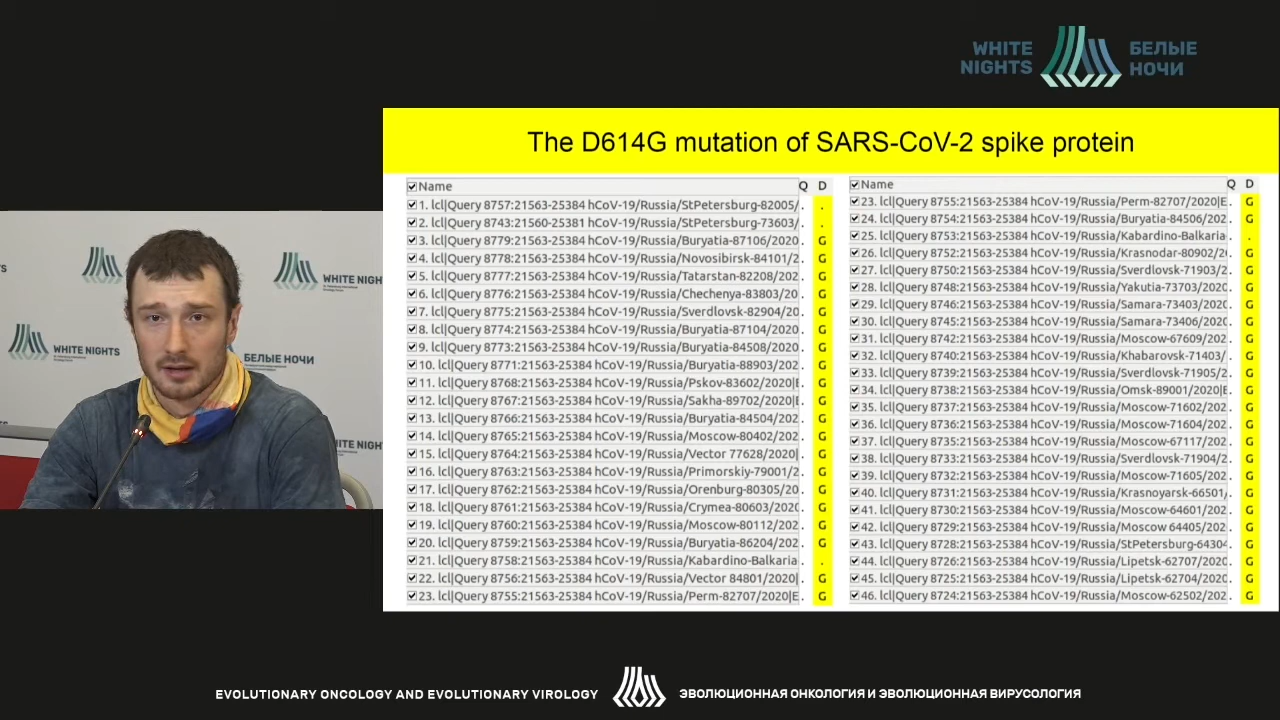 WHITE
NIGHTS
БЕЛЫЕ
НОЧИ
The D614G mutation of SARS-CoV-2 spike protein
Name Q D
1. lcl|Query 8757:21563-25384 hCoV-19/Russia/StPetersburg-82005/ . .
2. lcl|Query 8743:21560-25381 hCoV-19/Russia/StPetersburg-73603/ . .
3. lcl|Query 8779:21563-25384 hCoV-19/Russia/Buryatia-87106/2020 . G
4. lcl|Query 8778:21563-25384 hCoV-19/Russia/Novosibirsk-84101/2 . G
5. lcl|Query 8777:21563-25384 hCoV-19/Russia/Tatarstan-82208/202 . G
6. lcl|Query 8776:21563-25384 hCoV-19/Russia/Chechenya-83803/20 . G
7. lcl|Query 8775:21563-25384 hCoV-19/Russia/Sverdlovsk-82904/20 . G
8. lcl|Query 8774:21563-25384 hCoV-19/Russia/Buryatia-87104/202 . G
9. lcl|Query 8773:21563-25384 hCoV-19/Russia/Buryatia-84508/202 . G
10. lcl|Query 8771:21563-25384 hCoV-19/Russia/Buryatia-88903/202 . G
11. lcl|Query 8768:21563-25384 hCoV-19/Russia/Pskov-83602/2020|E . G
12. lcl|Query 8767:21563-25384 hCoV-19/Russia/Sakha-89702/2020| . G
13. lcl|Query 8766:21563-25384 hCoV-19/Russia/Buryatia-84504/202 . G
14. lcl|Query 8765:21563-25384 hCoV-19/Russia/Moscow-80402/202 . G
15. lcl|Query 8764:21563-25384 hCoV-19/Russia/Vector 77628/2020| . G
16. lcl|Query 8763:21563-25384 hCoV-19/Russia/Primorskiy-79001/2 . G
17. lcl|Query 8762:21563-25384 hCoV-19/Russia/Orenburg-80305/20 . G
18. lcl|Query 8761:21563-25384 hCoV-19/Russia/Crymea-80603/2020 . G
19. lcl|Query 8760:21563-25384 hCoV-19/Russia/Moscow-80112/202 . G
20. lcl|Query 8759:21563-25384 hCoV-19/Russia/Buryatia-86204/202 . G
21. lcl|Query 8758:21563-25384 hCoV-19/Russia/Kabardino-Balkaria . .
22. lcl|Query 8756:21563-25384 hCoV-19/Russia/Vector 84801/2020| . G
23. lcl|Query 8755:21563-25384 hCoV-19/Russia/Perm-82707/2020|E . G
Name Q D
23. lcl|Query 8755:21563-25384 hCoV-19/Russia/Perm-82707/2020|E . G
24. lcl|Query 8754:21563-25384 hCoV-19/Russia/Buryatia-84506/202 . G
25. lcl|Query 8753:21563-25384 hCoV-19/Russia/Kabardino-Balkaria . .
26. lcl|Query 8752:21563-25384 hCoV-19/Russia/Krasnodar-80902/2 . G
27. lcl|Query 8750:21563-25384 hCoV-19/Russia/Sverdlovsk-71903/2 . G
28. lcl|Query 8748:21563-25384 hCoV-19/Russia/Yakutia-73703/2020 . G
29. lcl|Query 8746:21563-25384 hCoV-19/Russia/Samara-73403/2020 . G
30. lcl|Query 8745:21563-25384 hCoV-19/Russia/Samara-73406/2020 . G
31. lcl|Query 8742:21563-25384 hCoV-19/Russia/Moscow-67609/202 . G
32. lcl|Query 8740:21563-25384 hCoV-19/Russia/Khabarovsk-71403/ . G
33. lcl|Query 8739:21563-25384 hCoV-19/Russia/Sverdlovsk-71905/2 . G
34. lcl|Query 8738:21563-25384 hCoV-19/Russia/Omsk-89001/2020|E . G
35. lcl|Query 8737:21563-25384 hCoV-19/Russia/Moscow-71602/202 . G
36. lcl|Query 8736:21563-25384 hCoV-19/Russia/Moscow-71604/202 . G
37. lcl|Query 8735:21563-25384 hCoV-19/Russia/Moscow-67117/202 . G
38. lcl|Query 8733:21563-25384 hCoV-19/Russia/Sverdlovsk-71904/2 . G
39. lcl|Query 8732:21563-25384 hCoV-19/Russia/Moscow-71605/202 . G
40. lcl|Query 8731:21563-25384 hCoV-19/Russia/Krasnoyarsk-66501/ . G
41. lcl|Query 8730:21563-25384 hCoV-19/Russia/Moscow-64601/202 . G
42. lcl|Query 8729:21563-25384 hCoV-19/Russia/Moscow 64405/202 . G
43. lcl|Query 8728:21563-25384 hCoV-19/Russia/StPetersburg-64304 . G
44. lcl|Query 8726:21563-25384 hCoV-19/Russia/Lipetsk-62707/2020 . G
45. lcl|Query 8725:21563-25384 hCoV-19/Russia/Lipetsk-62704/2020 . G
46. lcl|Query 8724:21563-25384 hCoV-19/Russia/Moscow-62502/202 . G
WHITE NIGH
WHITE NIGHTS
БЕЛЫЕ НОЧИ
ITE NIGHT
EVOLUTIONARY ONCOLOGY AND EVOLUTIONARY VIROLOGY
ЭВОЛЮЦИОННАЯ ОНКОЛОГИЯ И ЭВОЛЮЦИОННАЯ ВИРУСОЛОГИЯ